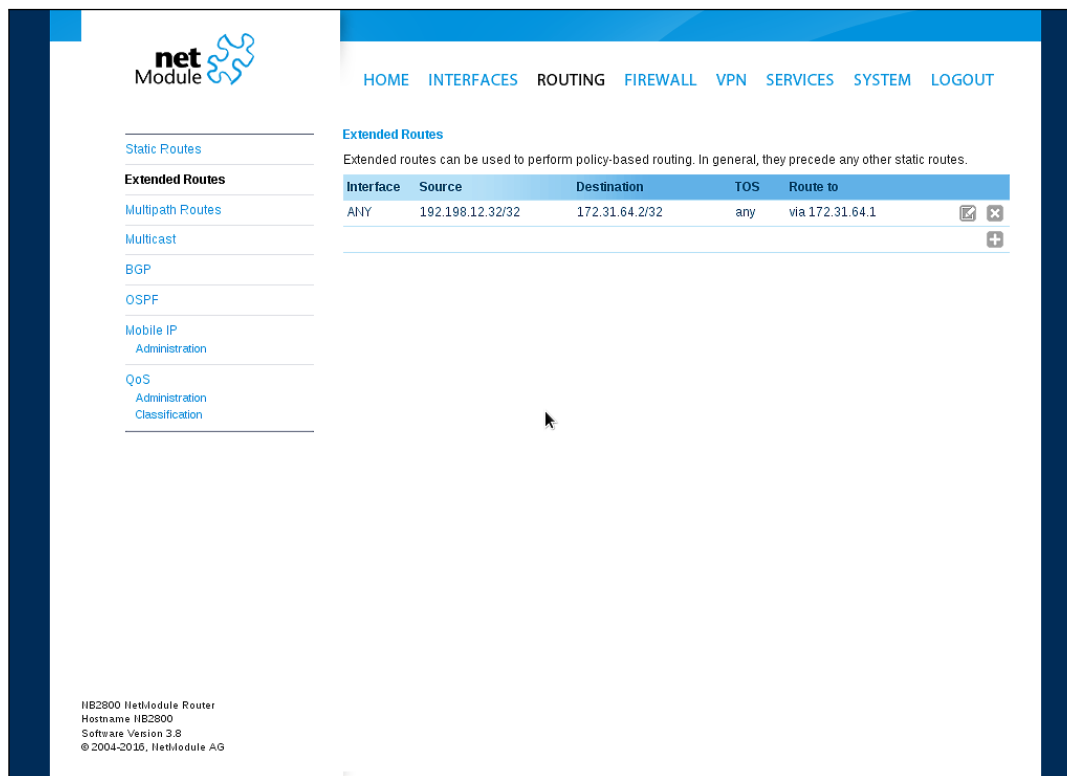 net
Module
HOME INTERFACES ROUTING FIREWALL VPN SERVICES SYSTEM LOGOUT
Static Routes
Extended Routes
Multipath Routes
Multicast
BGP
OSPF
Mobile IP
Administration
QoS
Administration
Classification
Extended Routes
Extended routes can be used to perform policy-based routing. In general, they precede any other static routes.
Interface Source Destination TOS Route to
ANY 192.198.12.32/32 172.31.64.2/32 any via 172.31.64.1
NB2800 NetModule Router
Hostname NB2800
Software Version 3.8
© 2004-2016, NetModule AG